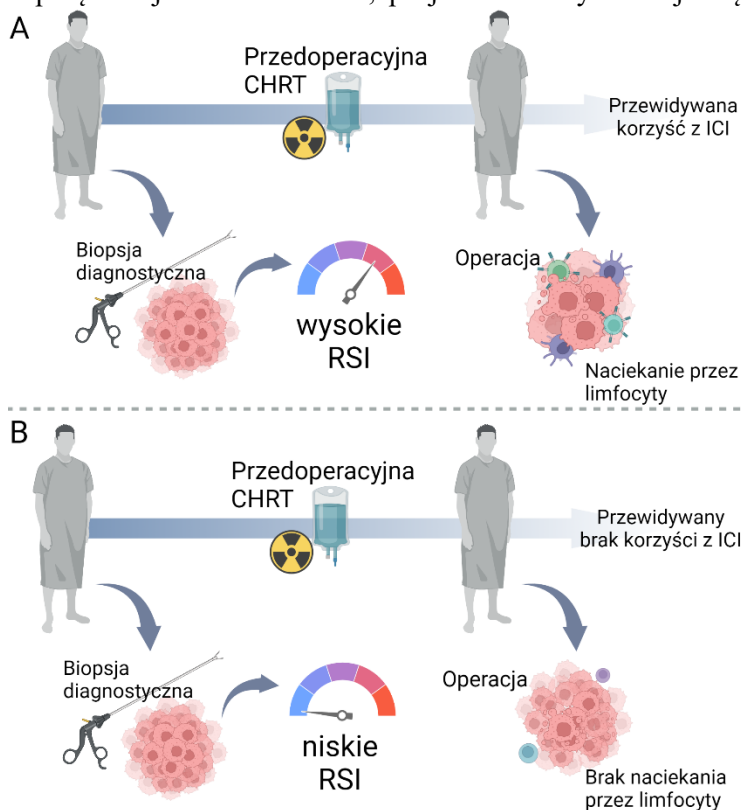 A
Przedoperacyjna
CHRT
Przewidywana
korzyść z ICI
Biopsja
diagnostyczna
wysokie
RSI
Operacja
Naciekanie przez
limfocyty
B
Przedoperacyjna
CHRT
Przewidywany
brak korzyści z ICI
Biopsja
diagnostyczna
niskie
RSI
Operacja
Brak naciekania
przez limfocyty